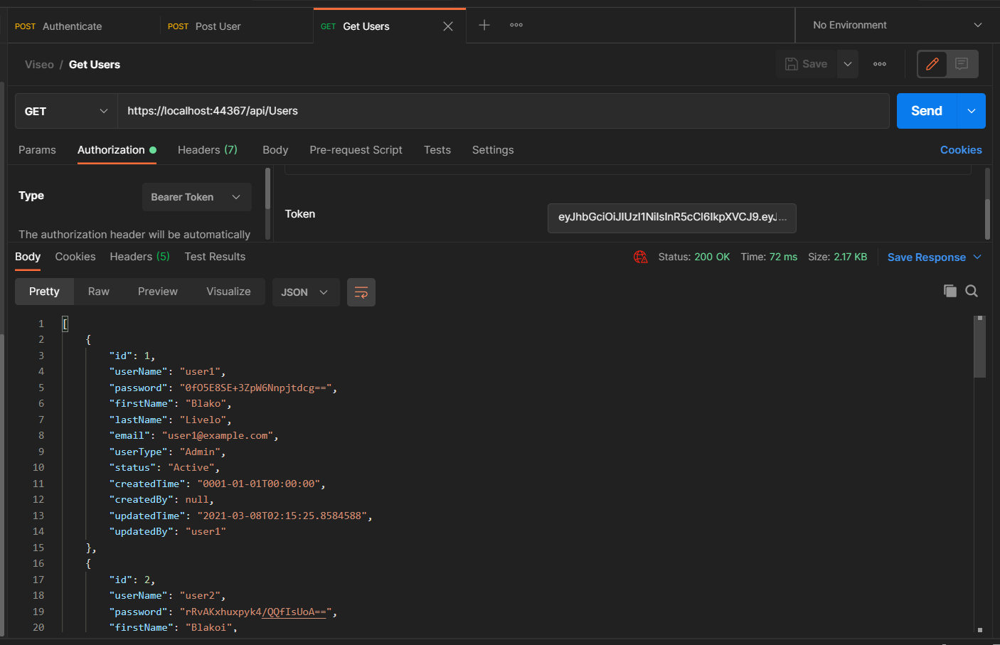 POST Authenticate POST Post User GET Get Users No Environment
Viseo / Get Users Save
GET https://localhost:44367/api/Users Send
Params Authorization Headers (7) Body Pre-request Script Tests Settings Cookies
Type Bearer Token
The authorization header will be automatically
Token eyJhbGciOiJIUzI1NiIsInR5cCI6IkpXVCJ9.eyJ...
Body Cookies Headers (5) Test Results Status: 200 OK Time: 72 ms Size: 2.17 KB Save Response
Pretty Raw Preview Visualize JSON
1 [
2 {
3 "id": 1,
4 "userName": "user1",
5 "password": "0fO5E8SE+3ZpW6Nnpjtdcg==",
6 "firstName": "Blako",
7 "lastName": "Livelo",
8 "email": "user1@example.com",
9 "userType": "Admin",
10 "status": "Active",
11 "createdTime": "0001-01-01T00:00:00",
12 "createdBy": null,
13 "updatedTime": "2021-03-08T02:15:25.8584588",
14 "updatedBy": "user1"
15 },
16 {
17 "id": 2,
18 "userName": "user2",
19 "password": "rRvAKxhuxpyk4/QQfIsUoA==",
20 "firstName": "Blakoi",